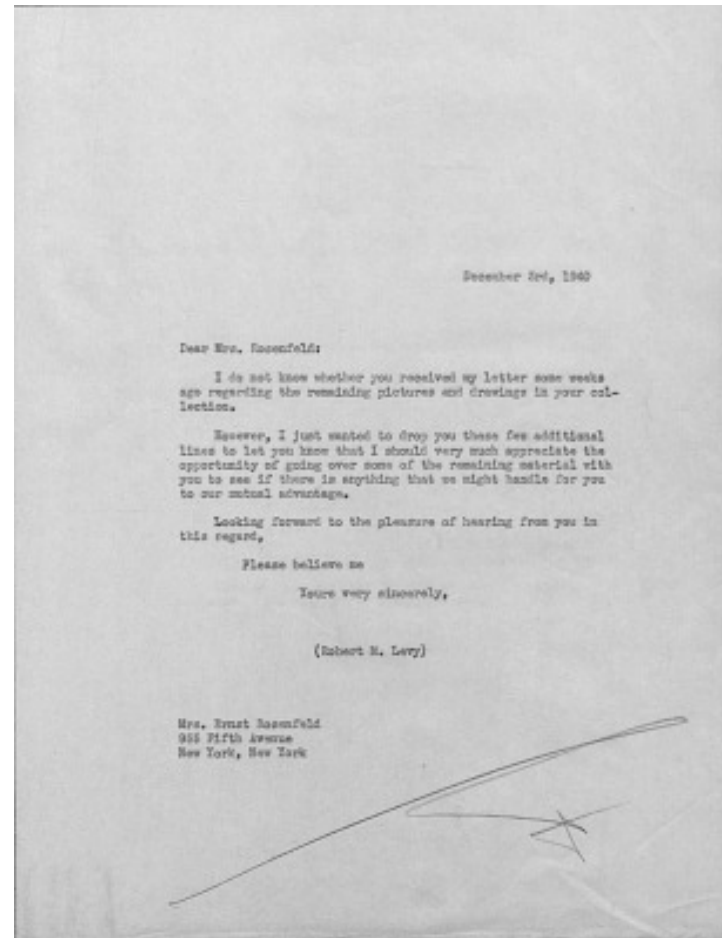 December 3rd, 1940
Dear Mrs. Rosenfeld:
I do not know whether you received my letter some weeks
ago regarding the remaining pictures and drawings in your col-
lection.
However, I just wanted to drop you these few additional
lines to let you know that I should very much appreciate the
opportunity of going over some of the remaining material with
you to see if there is anything that we might handle for you
to our mutual advantage.
Looking forward to the pleasure of hearing from you in
this regard,
Please believe me
Yours very sincerely,
(Robert M. Levy)
Mrs. Ernst Rosenfeld
955 Fifth Avenue
New York, New York